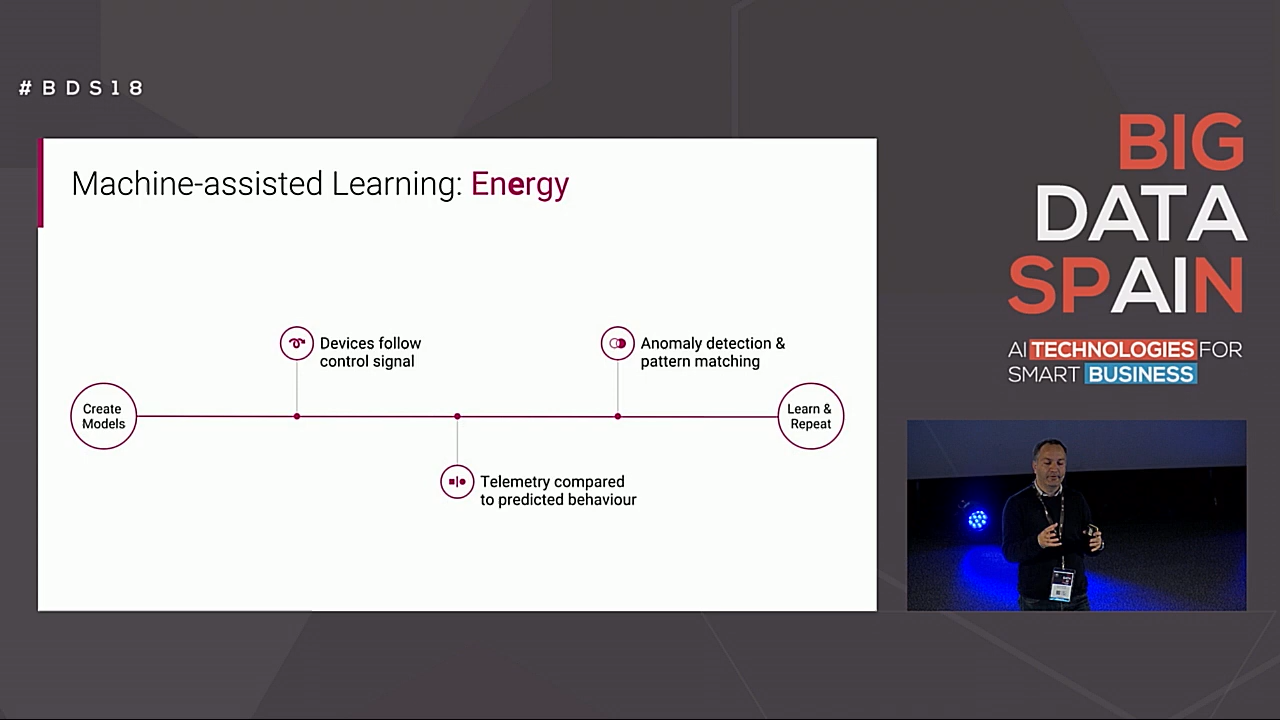 #BDS18
Machine-assisted Learning: Energy
Devices follow
control signal
Anomaly detection &
pattern matching
Create
Models
Learn &
Repeat
Telemetry compared
to predicted behaviour
BIG
DATA
SPAIN
AI TECHNOLOGIES FOR
SMART BUSINESS